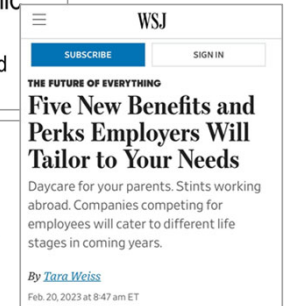 d
WSJ
SUBSCRIBE
SIGN IN
THE FUTURE OF EVERYTHING
Five New Benefits and
Perks Employers Will
Tailor to Your Needs
Daycare for your parents. Stints working
abroad. Companies competing for
employees will cater to different life
stages in coming years.
By Tara Weiss
Feb. 20, 2023 at 8:47 am ET